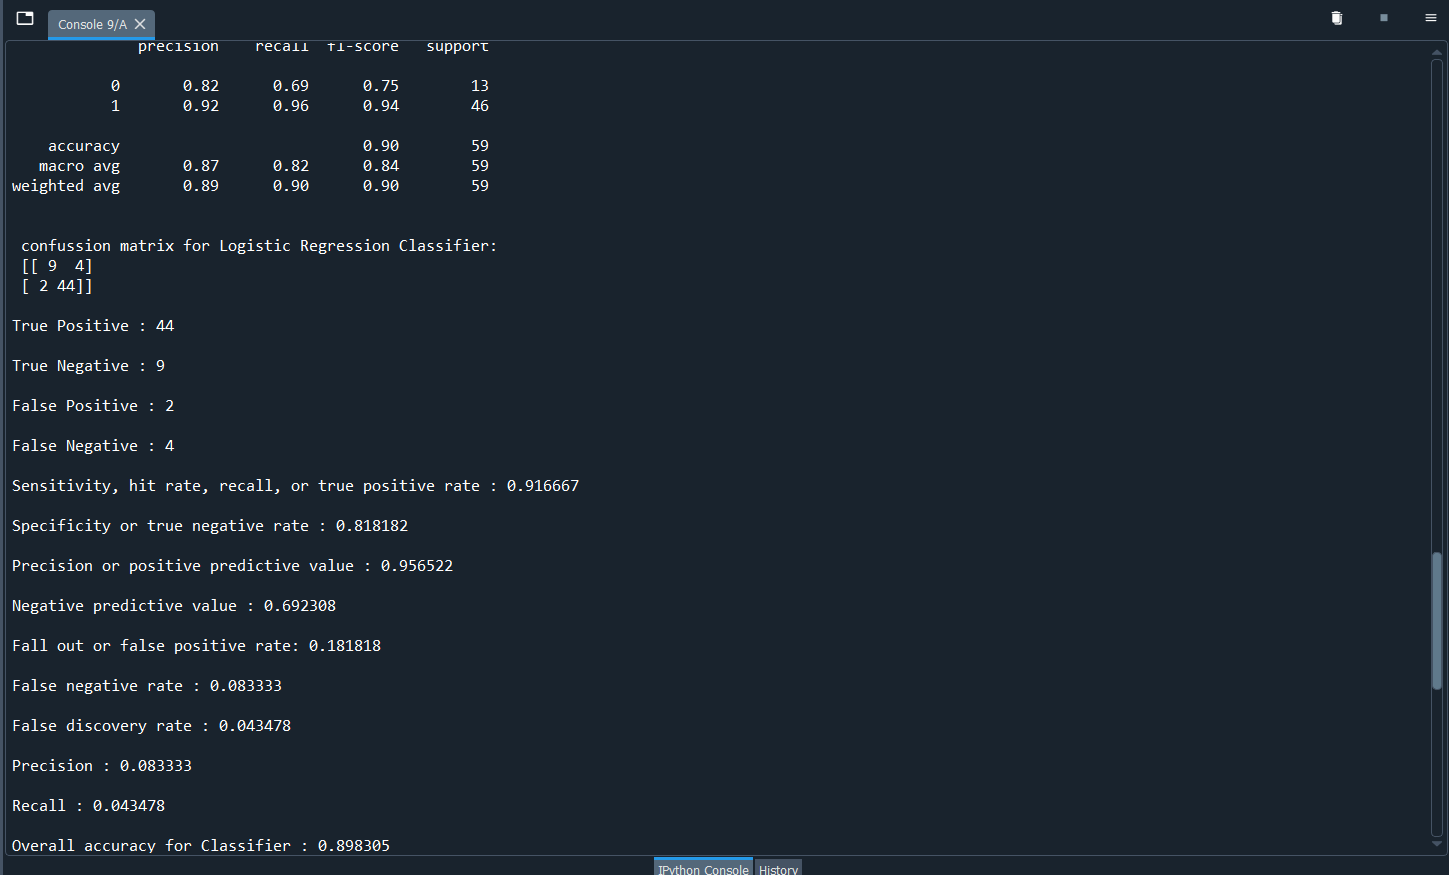 Console 9/A
precision recall f1-score support
0 0.82 0.69 0.75 13
1 0.92 0.96 0.94 46
accuracy 0.90 59
macro avg 0.87 0.82 0.84 59
weighted avg 0.89 0.90 0.90 59
confussion matrix for Logistic Regression Classifier:
[[ 9 4]
[ 2 44]]
True Positive : 44
True Negative : 9
False Positive : 2
False Negative : 4
Sensitivity, hit rate, recall, or true positive rate : 0.916667
Specificity or true negative rate : 0.818182
Precision or positive predictive value : 0.956522
Negative predictive value : 0.692308
Fall out or false positive rate: 0.181818
False negative rate : 0.083333
False discovery rate : 0.043478
Precision : 0.083333
Recall : 0.043478
Overall accuracy for Classifier : 0.898305
IPython Console History